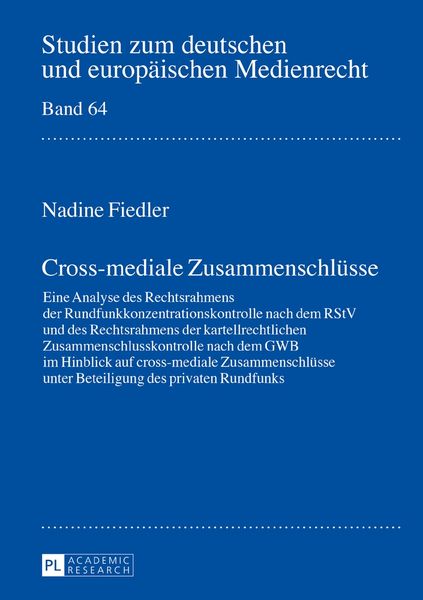 Studien zum deutschen
und europäischen Medienrecht
Band 64
Nadine Fiedler
Cross-mediale Zusammenschlüsse
Eine Analyse des Rechtsrahmens
der Rundfunkkonzentrationskontrolle nach dem RStV
und des Rechtsrahmens der kartellrechtlichen
Zusammenschlusskontrolle nach dem GWB
im Hinblick auf cross-mediale Zusammenschlüsse
unter Beteiligung des privaten Rundfunks
PL ACADEMIC
RESEARCH